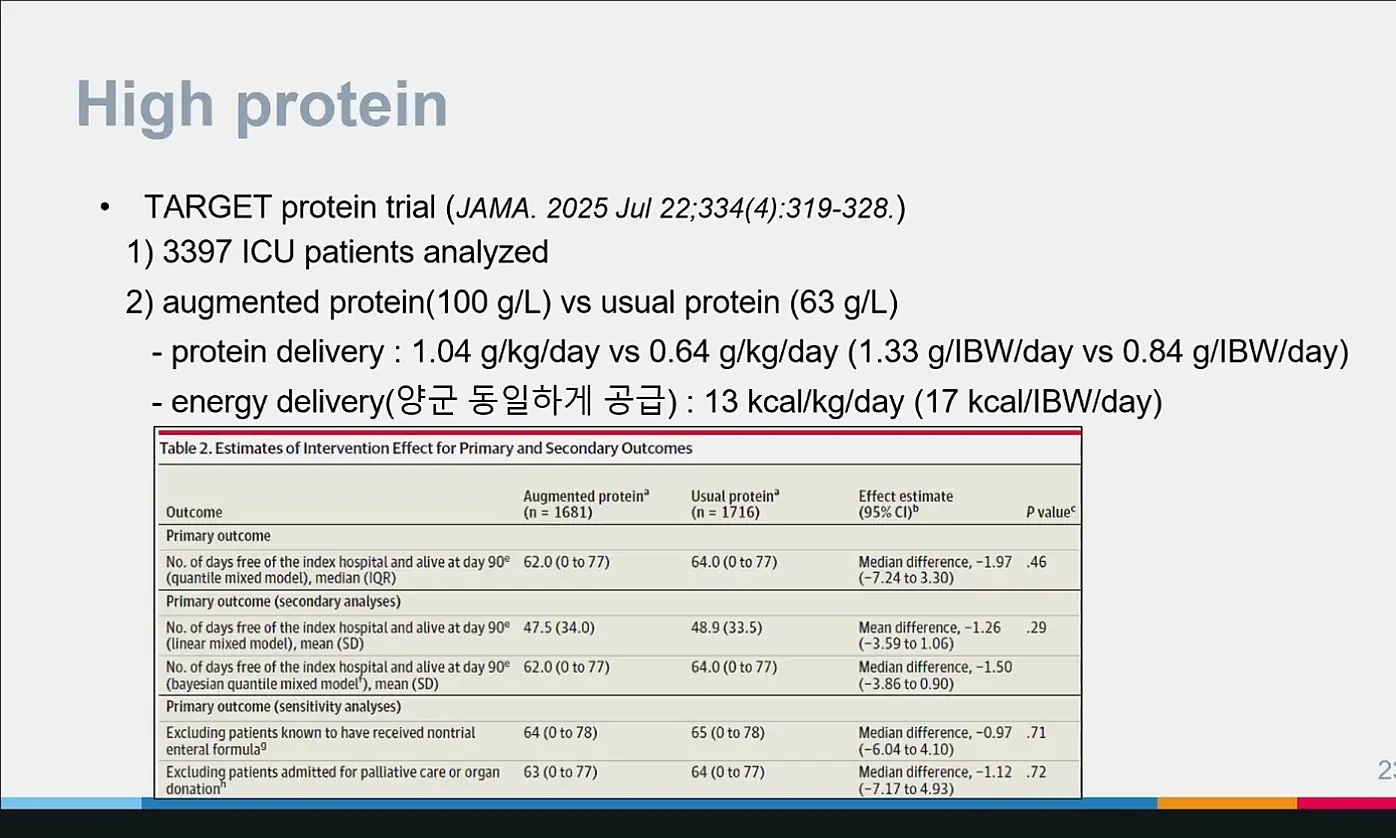 High protein
• TARGET protein trial (JAMA. 2025 Jul 22;334(4):319-328.)
1) 3397 ICU patients analyzed
2) augmented protein(100 g/L) vs usual protein (63 g/L)
- protein delivery : 1.04 g/kg/day vs 0.64 g/kg/day (1.33 g/IBW/day vs 0.84 g/IBW/day)
- energy delivery(양군 동일하게 공급) : 13 kcal/kg/day (17 kcal/IBW/day)
Table 2. Estimates of Intervention Effect for Primary and Secondary Outcomes
Augmented proteinᵃ Usual proteinᵃ Effect estimate
Outcome (n = 1681) (n = 1716) (95% CI)ᵇ P valueᶜ
Primary outcome
No. of days free of the index hospital and alive at day 90ᵉ 62.0 (0 to 77) 64.0 (0 to 77) Median difference, −1.97 .46
(quantile mixed model), median (IQR) (−7.24 to 3.30)
Primary outcome (secondary analyses)
No. of days free of the index hospital and alive at day 90ᵉ 47.5 (34.0) 48.9 (33.5) Mean difference, −1.26 .29
(linear mixed model), mean (SD) (−3.59 to 1.06)
No. of days free of the index hospital and alive at day 90ᵉ 62.0 (0 to 77) 64.0 (0 to 77) Median difference, −1.50
(bayesian quantile mixed modelᶠ), mean (SD) (−3.86 to 0.90)
Primary outcome (sensitivity analyses)
Excluding patients known to have received nontrial 64 (0 to 78) 65 (0 to 78) Median difference, −0.97 .71
enteral formulaᵍ (−6.04 to 4.10)
Excluding patients admitted for palliative care or organ 63 (0 to 77) 64 (0 to 77) Median difference, −1.12 .72
donationʰ (−7.17 to 4.93)